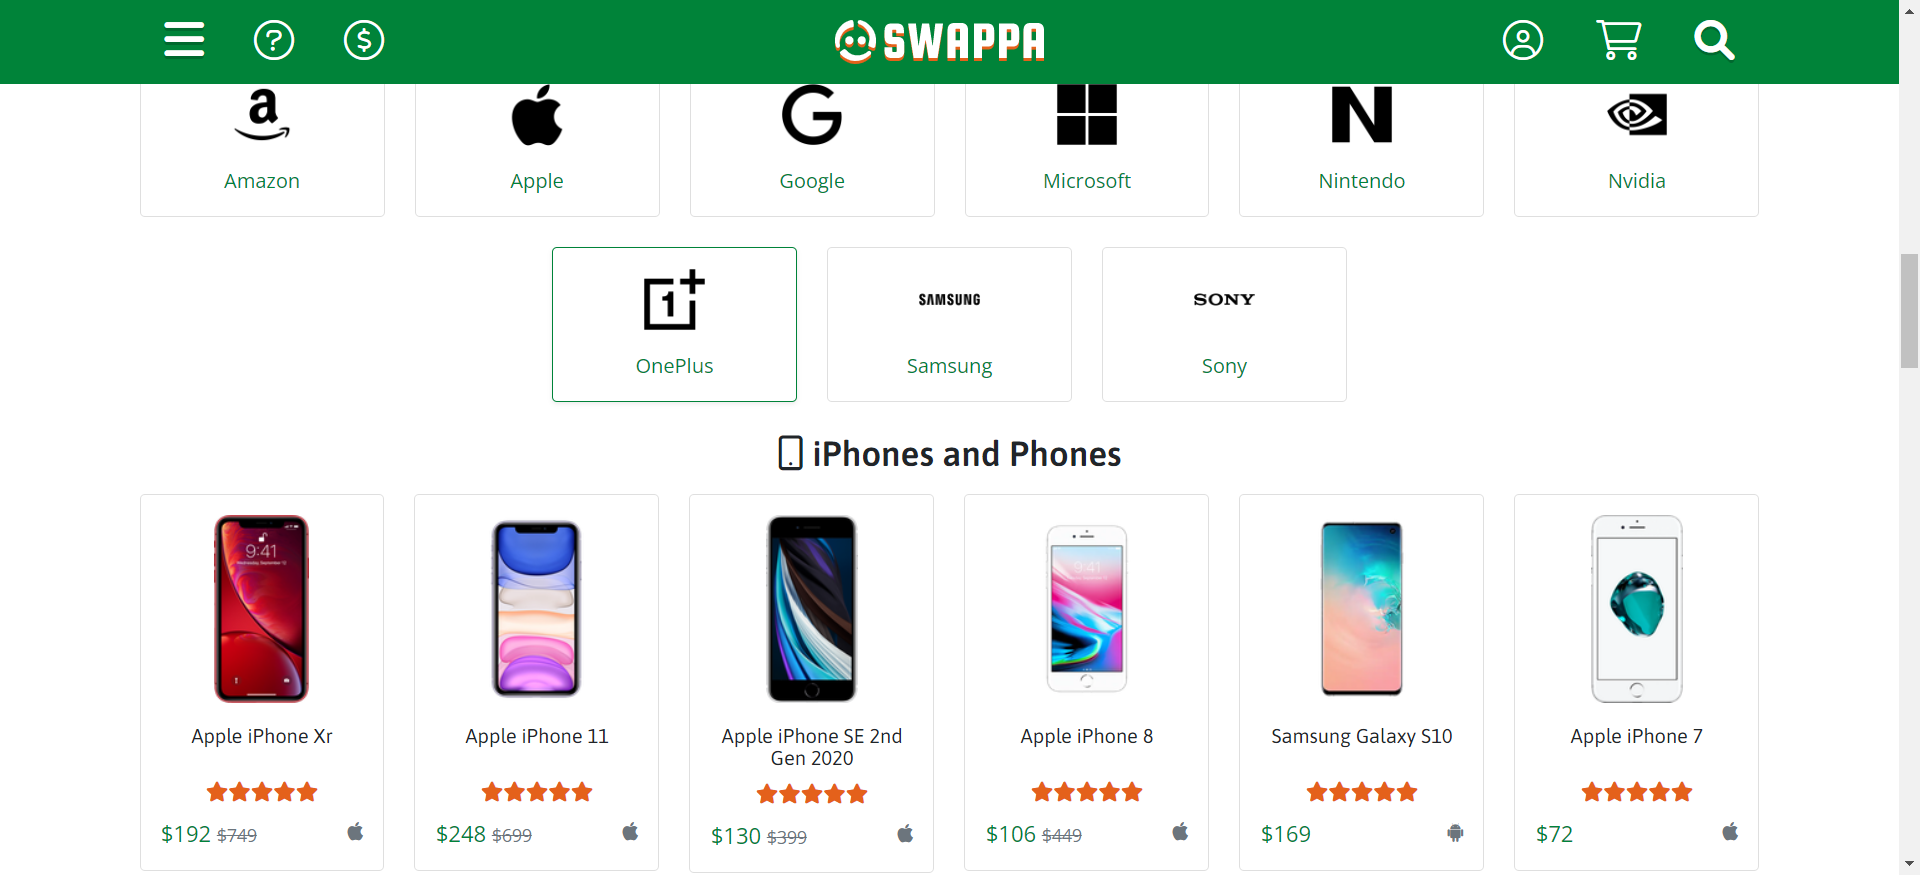 SWAPPA
Amazon
Apple
Google
Microsoft
Nintendo
Nvidia
OnePlus
SAMSUNG
Samsung
SONY
Sony
iPhones and Phones
9:41
9:41
Apple iPhone Xr
$192 $749
Apple iPhone 11
$248 $699
Apple iPhone SE 2nd
Gen 2020
$130 $399
Apple iPhone 8
$106 $449
Samsung Galaxy S10
$169
Apple iPhone 7
$72